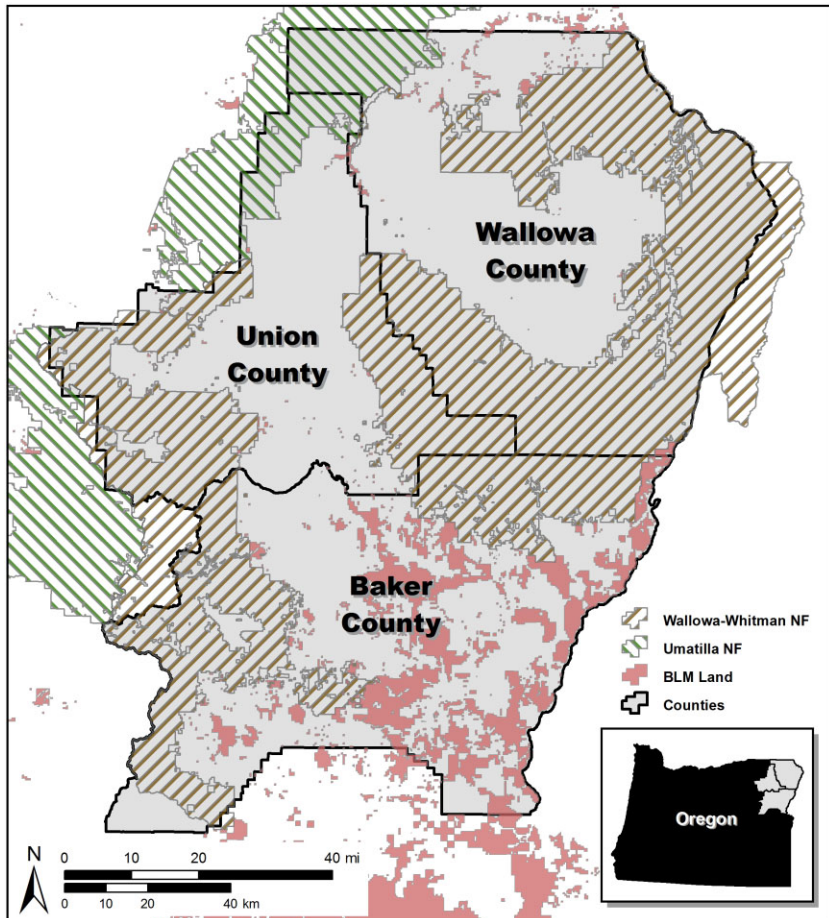 Wallowa
County
Union
County
Baker
County
Wallowa-Whitman NF
Umatilla NF
BLM Land
Counties
Oregon
N
0 10 20 40 mi
0 10 20 40 km